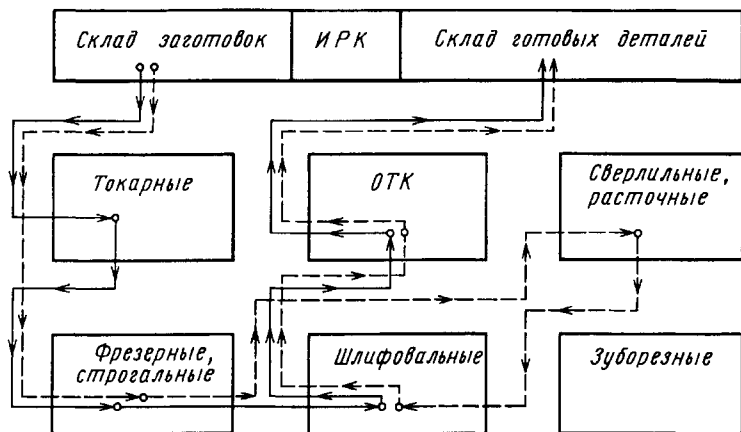 Склад заготовок
ИРК
Склад готовых деталей
Токарные
ОТК
Сверлильные,
расточные
Фрезерные,
строгальные
Шлифовальные
Зуборезные